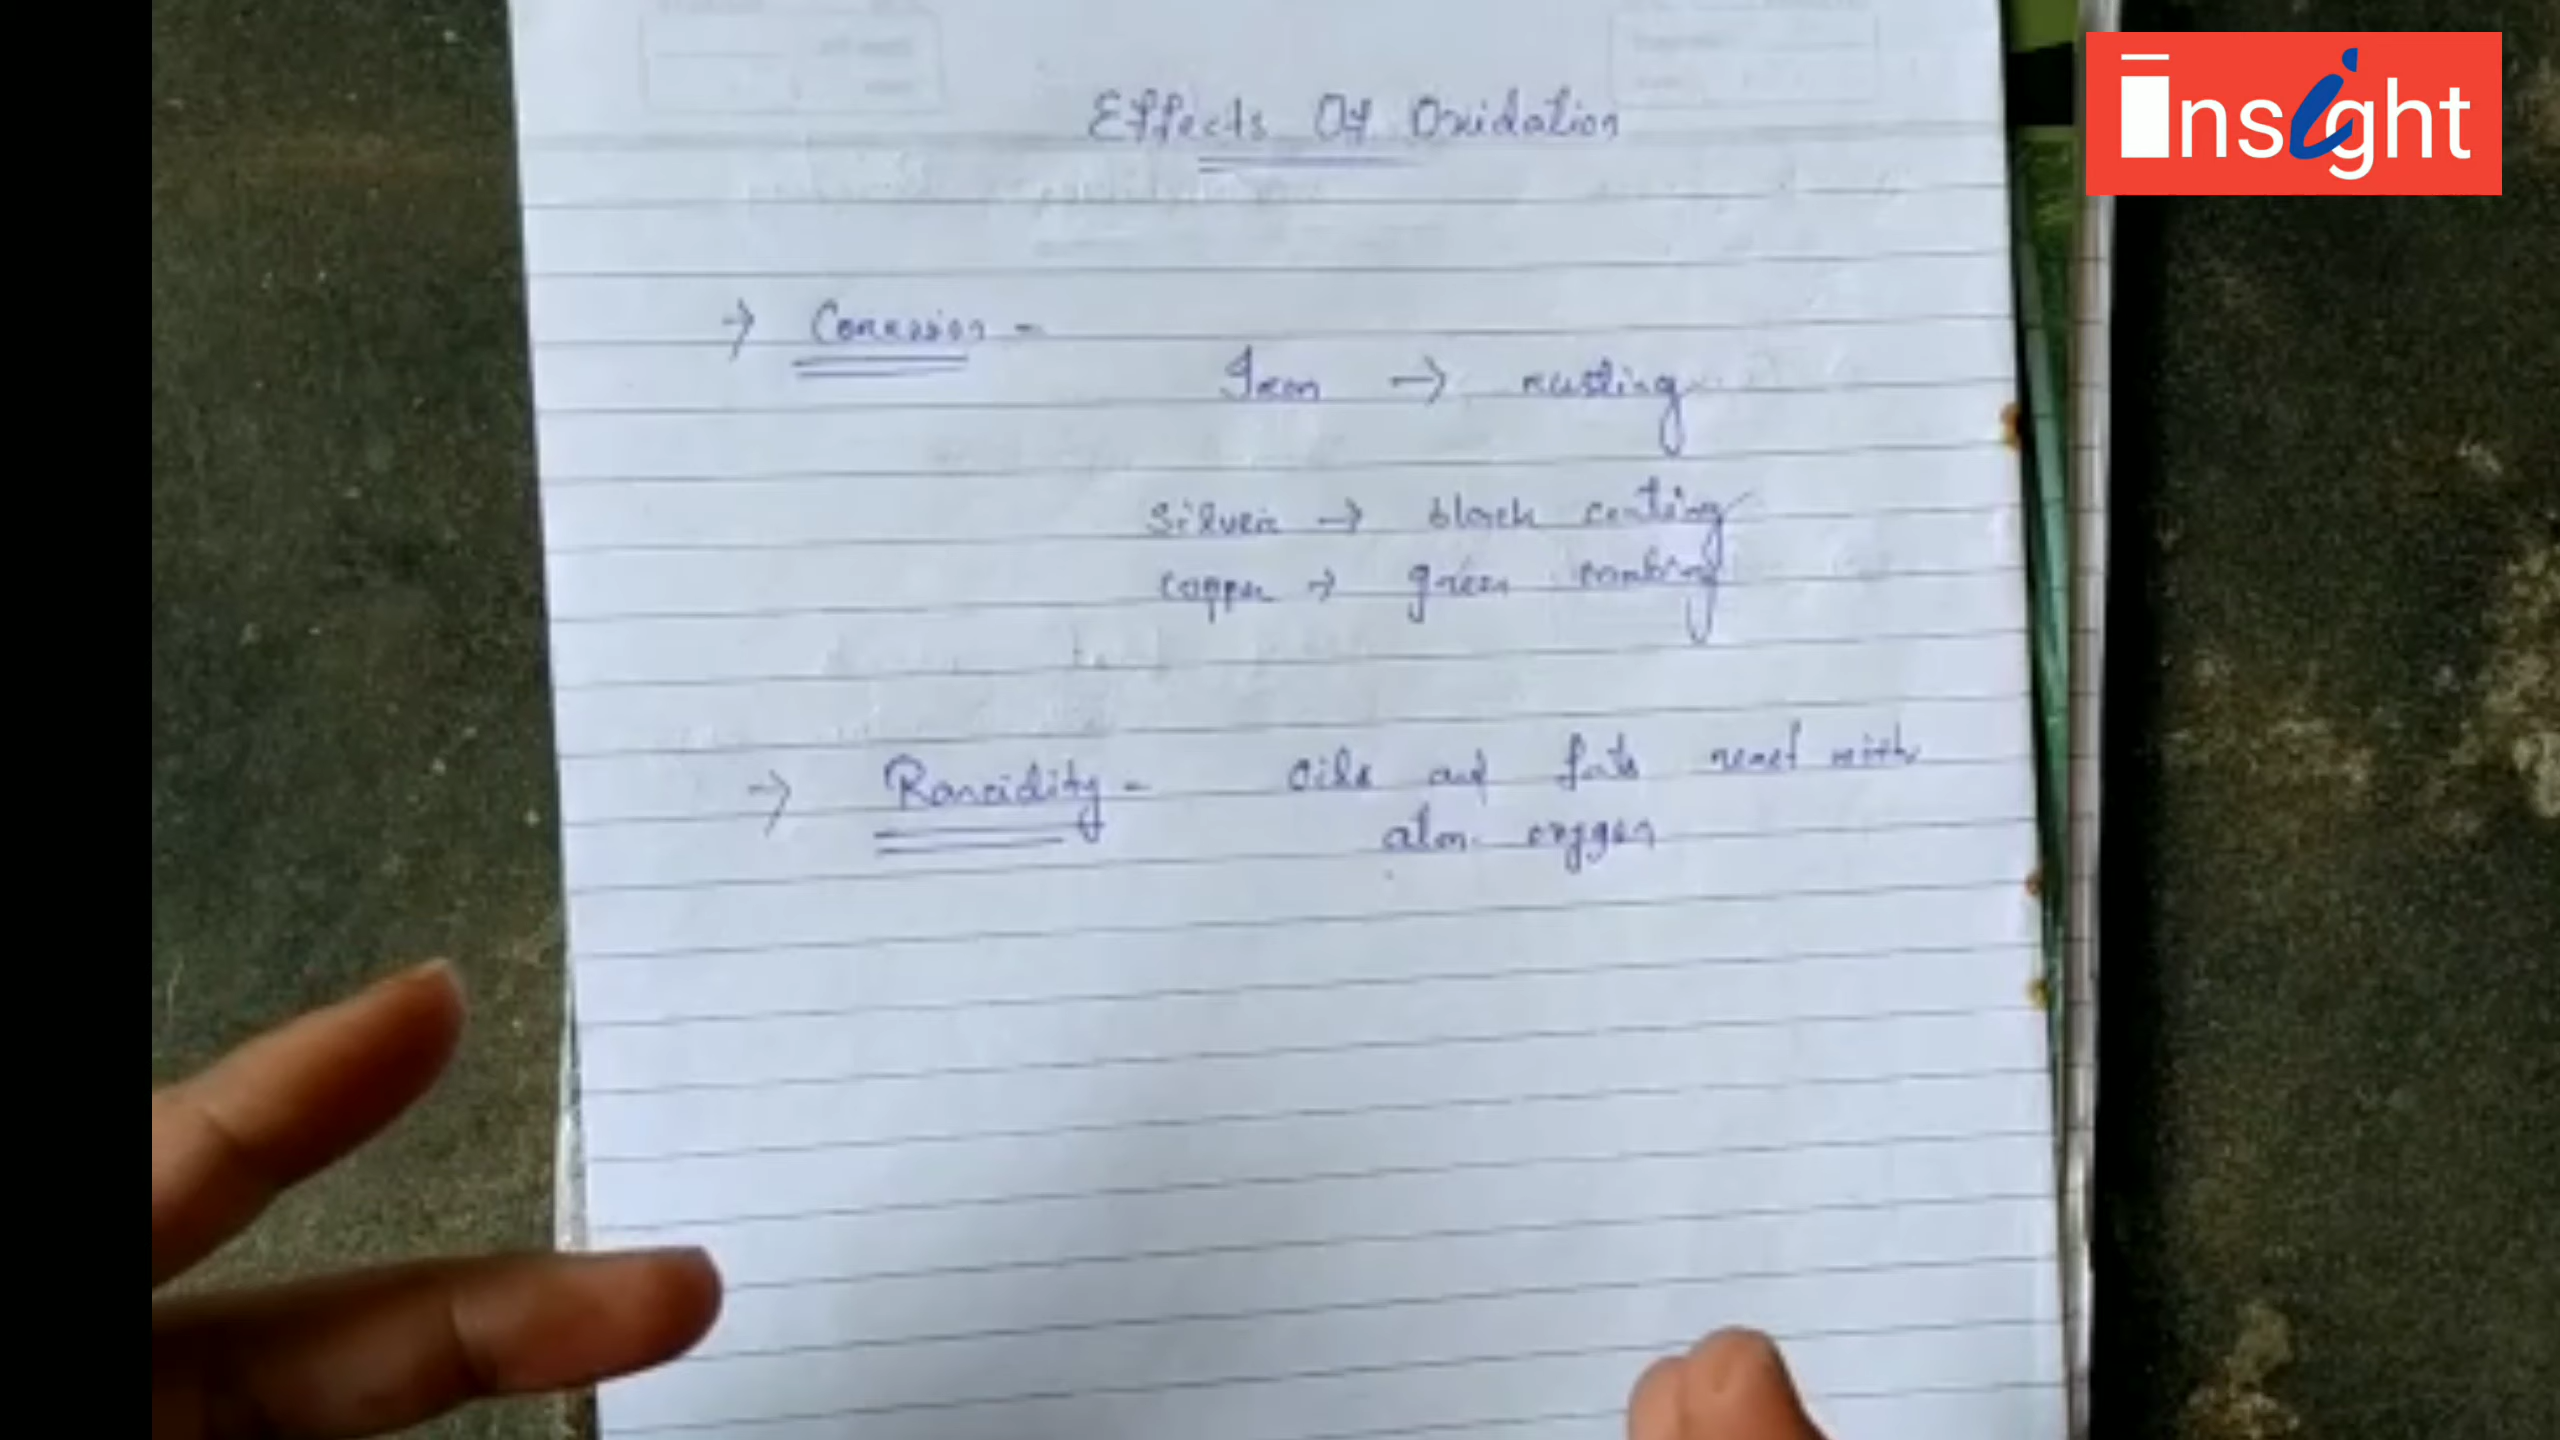 Insight
Effects Of Oxidation
→ Corrosion -
Iron → rusting
Silver → black coating
Copper → green coating
→ Rancidity - Oils and fats react with
atm. oxygen